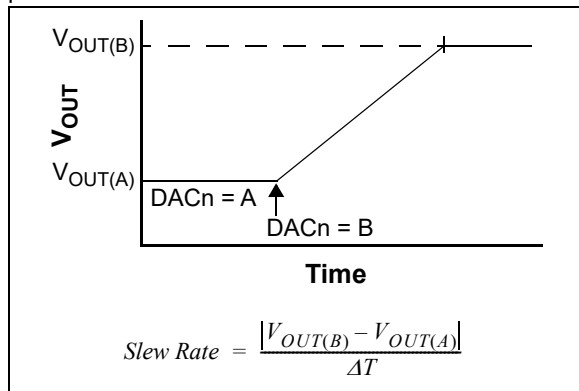 V_OUT(B)
V_OUT
V_OUT(A)
DACn = A
DACn = B
Time
Slew Rate = |V_OUT(B) – V_OUT(A)| / ΔT